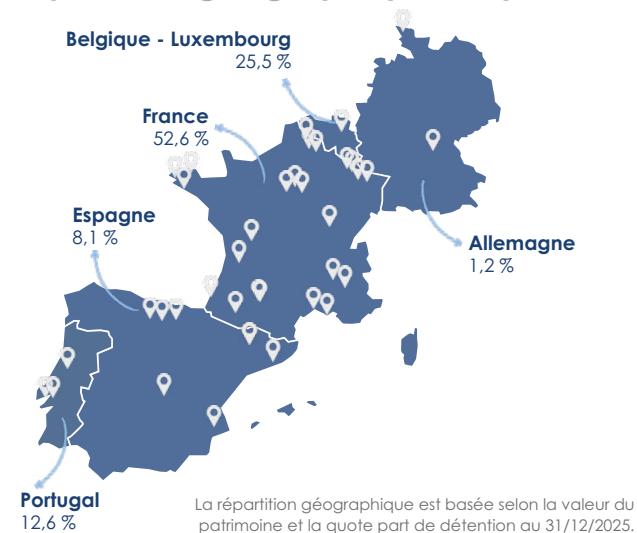 Belgique - Luxembourg
25,5 %
France
52,6 %
Espagne
8,1 %
Allemagne
1,2 %
Portugal
12,6 %
La répartition géographique est basée selon la valeur du
patrimoine et la quote part de détention au 31/12/2025.